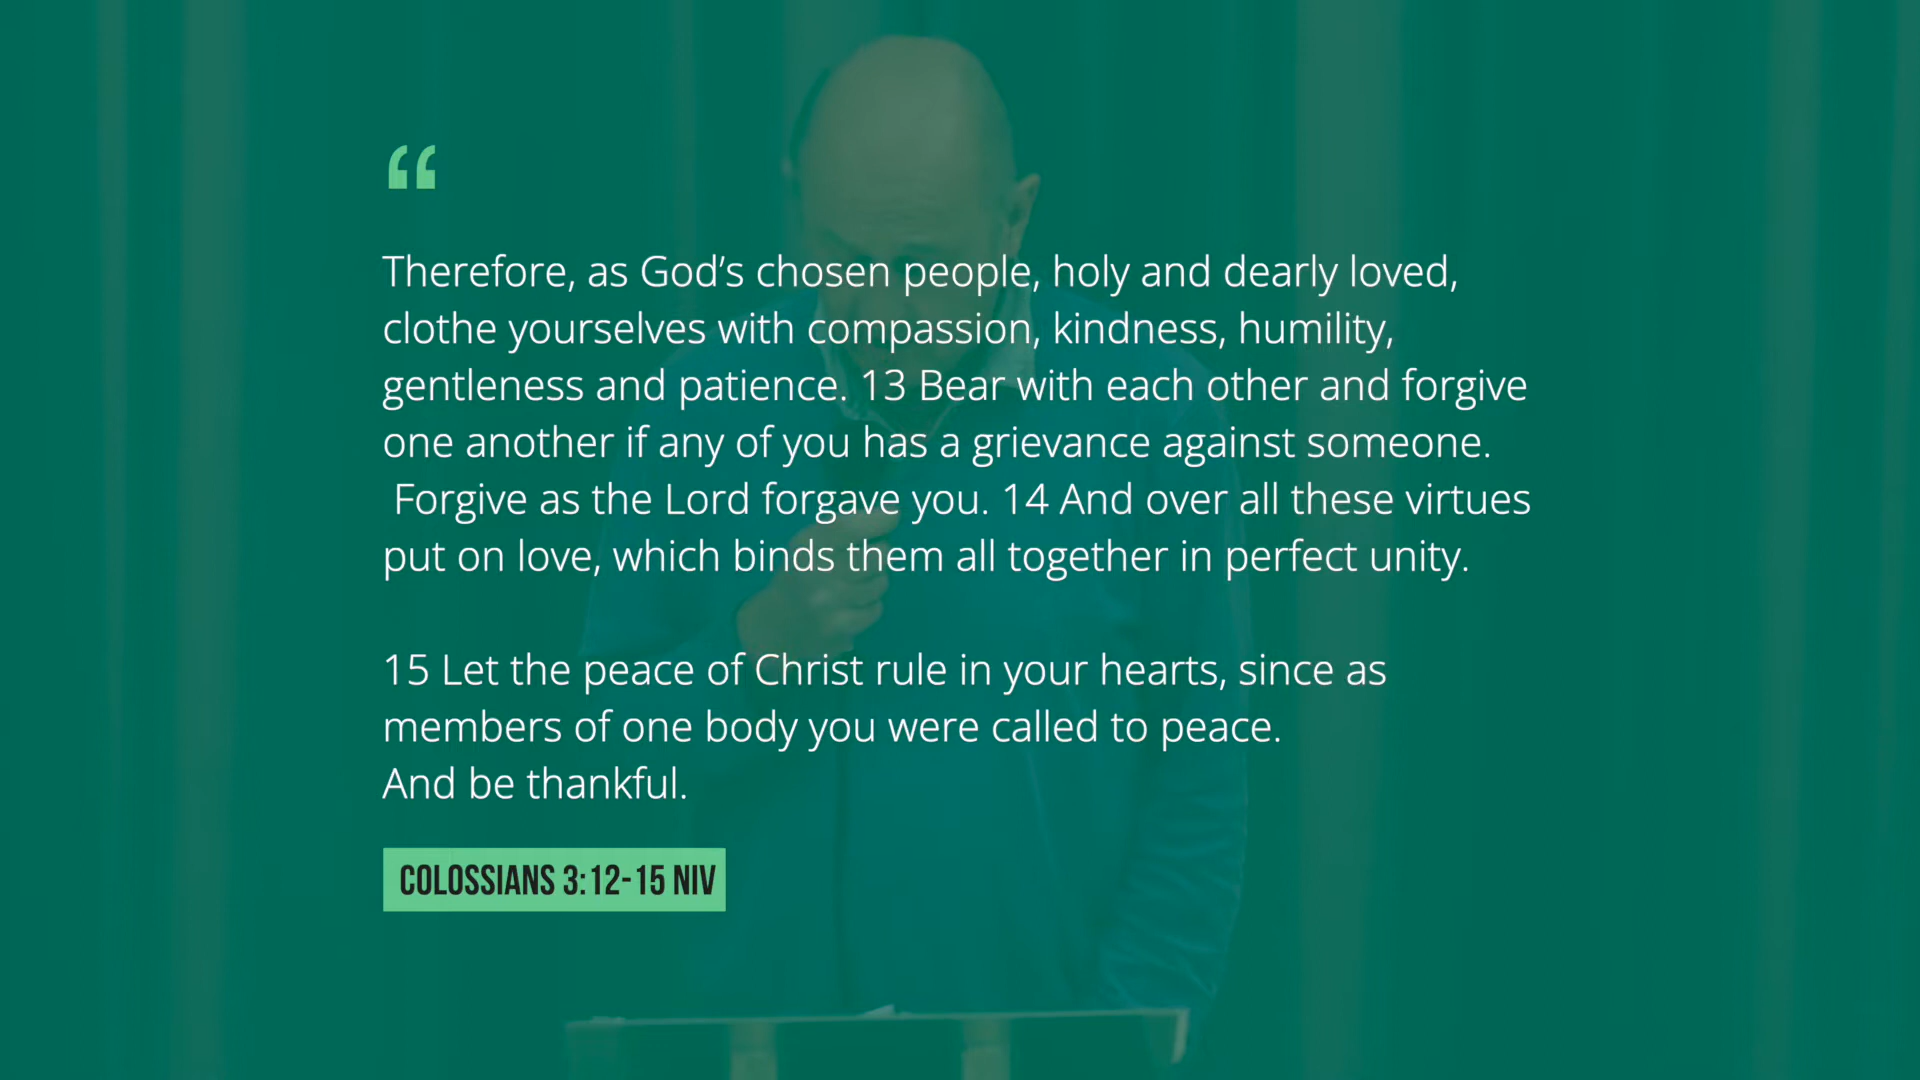 “
Therefore, as God’s chosen people, holy and dearly loved,
clothe yourselves with compassion, kindness, humility,
gentleness and patience. 13 Bear with each other and forgive
one another if any of you has a grievance against someone.
Forgive as the Lord forgave you. 14 And over all these virtues
put on love, which binds them all together in perfect unity.
15 Let the peace of Christ rule in your hearts, since as
members of one body you were called to peace.
And be thankful.
COLOSSIANS 3:12-15 NIV